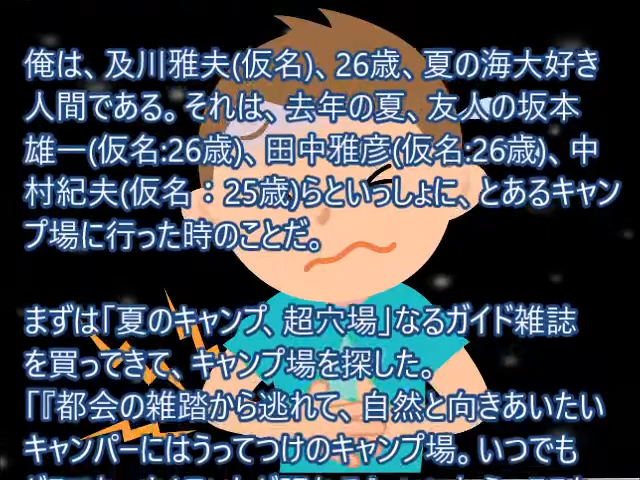 俺は、及川雅夫(仮名)、26歳、夏の海大好き
人間である。それは、去年の夏、友人の坂本
雄一(仮名:26歳)、田中雅彦(仮名:26歳)、中
村紀夫(仮名：25歳)らといっしょに、とあるキャン
プ場に行った時のことだ。
まずは「夏のキャンプ、超穴場」なるガイド雑誌
を買ってきて、キャンプ場を探した。
「『都会の雑踏から逃れて、自然と向きあいたい
キャンパーにはうってつけのキャンプ場。いつでも